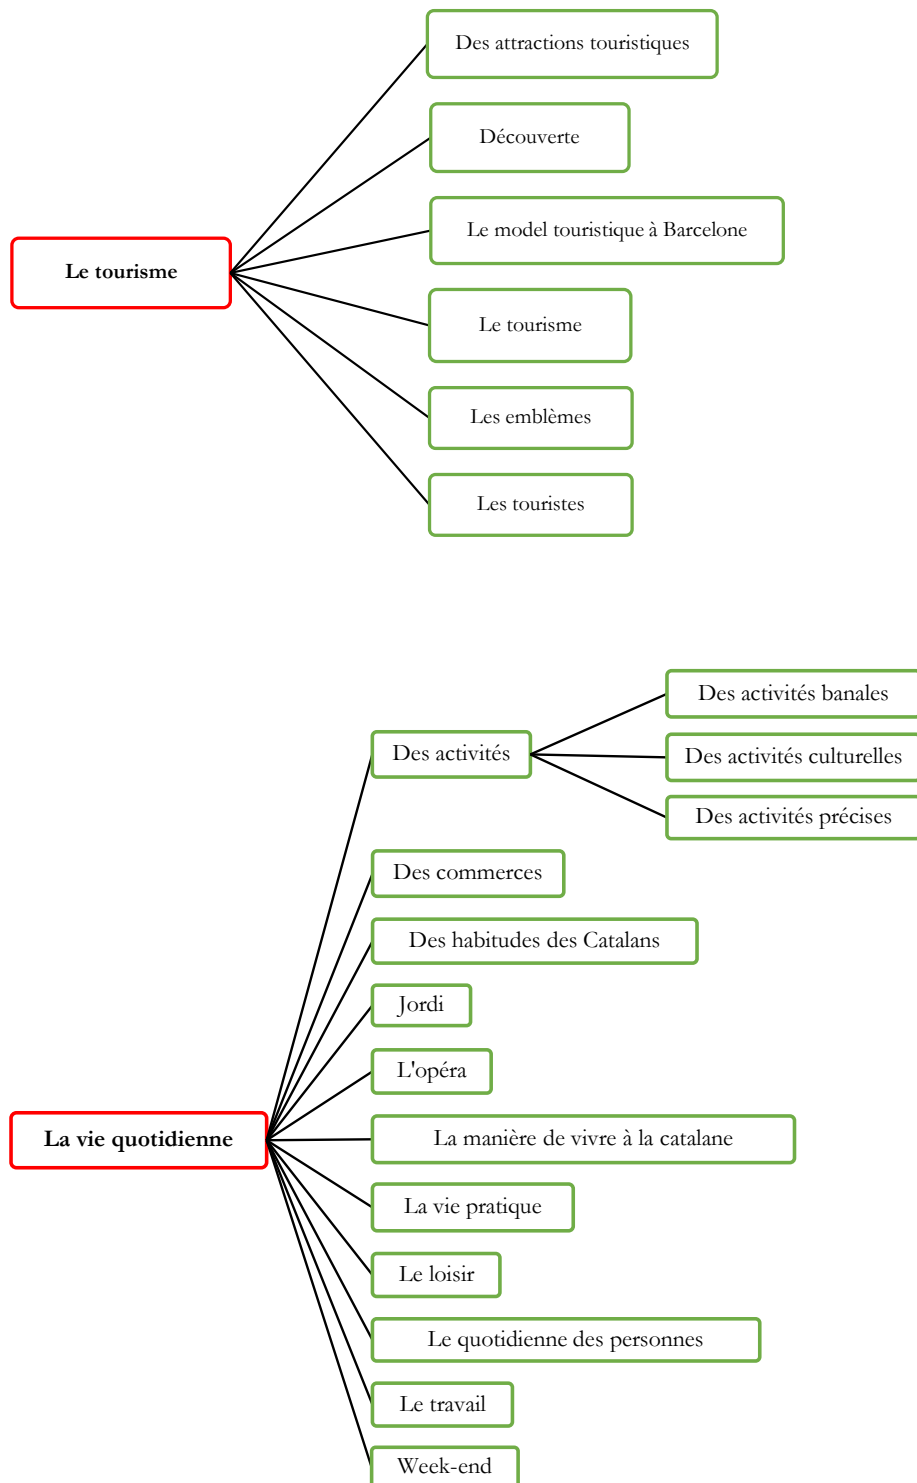 Des attractions touristiques
Découverte
Le model touristique à Barcelone
Le tourisme
Le tourisme
Les emblèmes
Les touristes
Des activités
Des activités banales
Des activités culturelles
Des activités précises
Des commerces
Des habitudes des Catalans
Jordi
L'opéra
La vie quotidienne
La manière de vivre à la catalane
La vie pratique
Le loisir
Le quotidienne des personnes
Le travail
Week-end